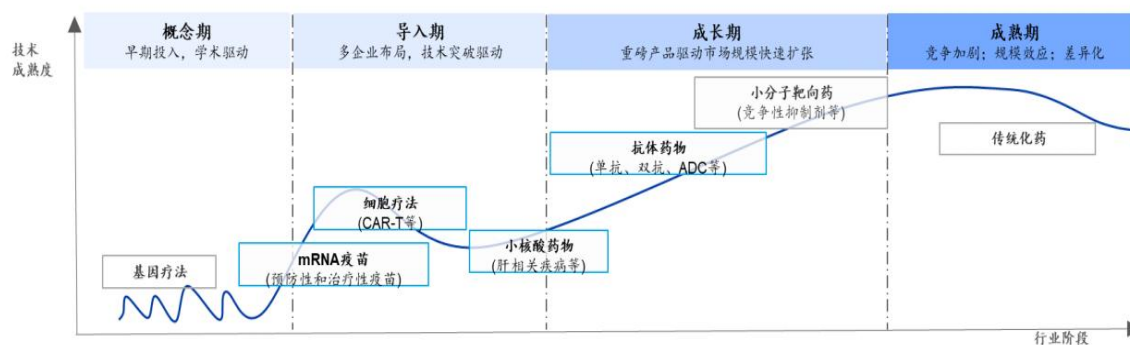 概念期
早期投入，学术驱动
导入期
多企业布局，技术突破驱动
成长期
重磅产品驱动市场规模快速扩张
成熟期
竞争加剧；规模效应；差异化
技术
成熟度
小分子靶向药
(竞争性抑制剂等)
抗体药物
(单抗、双抗、ADC等)
传统化药
细胞疗法
(CAR-T等)
小核酸药物
(肝相关疾病等)
mRNA疫苗
(预防性和治疗性疫苗)
基因疗法
行业阶段